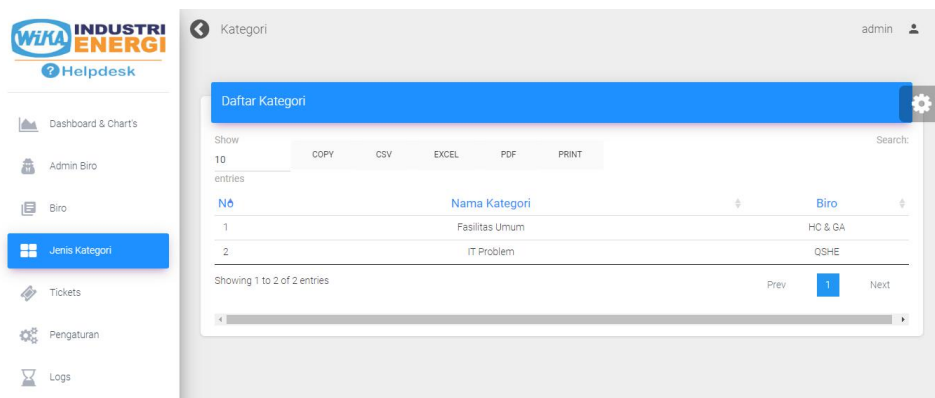 WIKA INDUSTRI
ENERGI
?Helpdesk
Kategori
admin
Dashboard & Chart's
Admin Biro
Biro
Jenis Kategori
Tickets
Pengaturan
Logs
Daftar Kategori
Show
10
entries
COPY CSV EXCEL PDF PRINT
Search:
No Nama Kategori Biro
1 Fasilitas Umum HC & GA
2 IT Problem QSHE
Showing 1 to 2 of 2 entries
Prev 1 Next